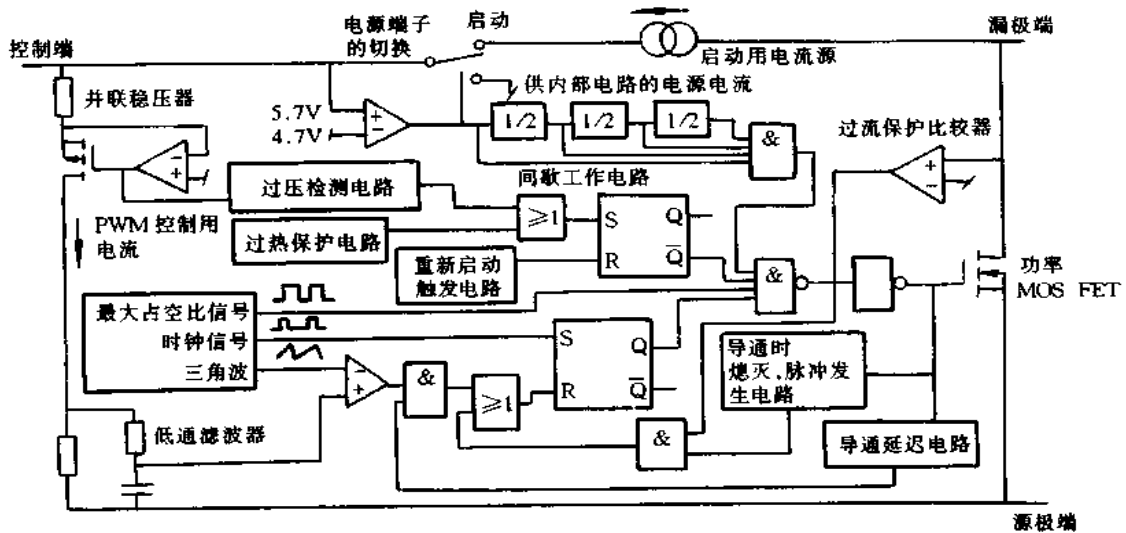 电源端子
的切换
启动
漏极端
控制端
启动用电流源
并联稳压器
供内部电路的电源电流
5.7V
4.7V
+
−
1/2
1/2
1/2
&
过流保护比较器
+
−
−
+
过压检测电路
间歇工作电路
≥1
S
Q
R
Q̄
PWM 控制用
电流
过热保护电路
重新启动
触发电路
&
功率
MOS FET
最大占空比信号
时钟信号
三角波
S
Q
R
Q̄
−
+
&
≥1
导通时
熄灭、脉冲发
生电路
&
低通滤波器
导通延迟电路
源极端